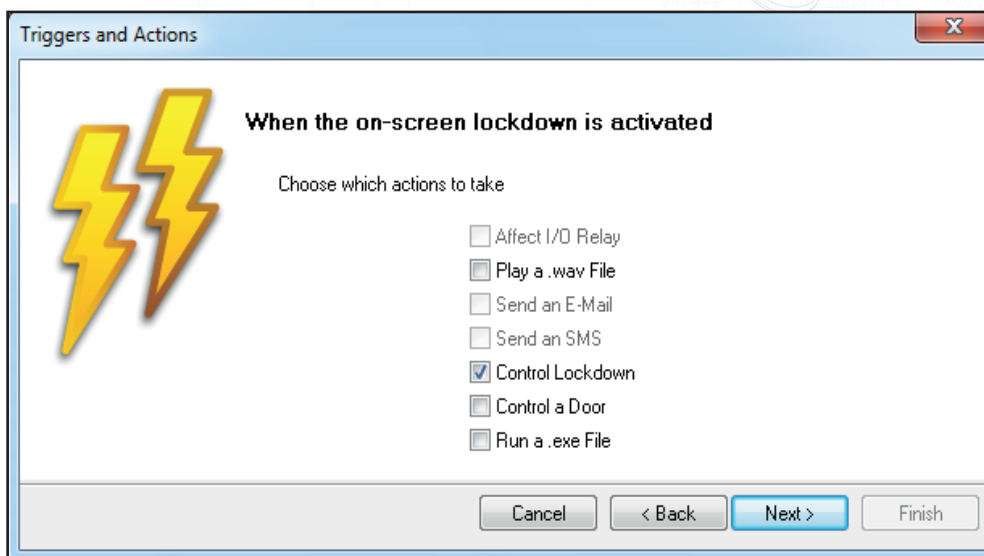 Triggers and Actions
x
When the on-screen lockdown is activated
Choose which actions to take
Affect I/O Relay
Play a .wav File
Send an E-Mail
Send an SMS
Control Lockdown
Control a Door
Run a .exe File
Cancel < Back Next > Finish